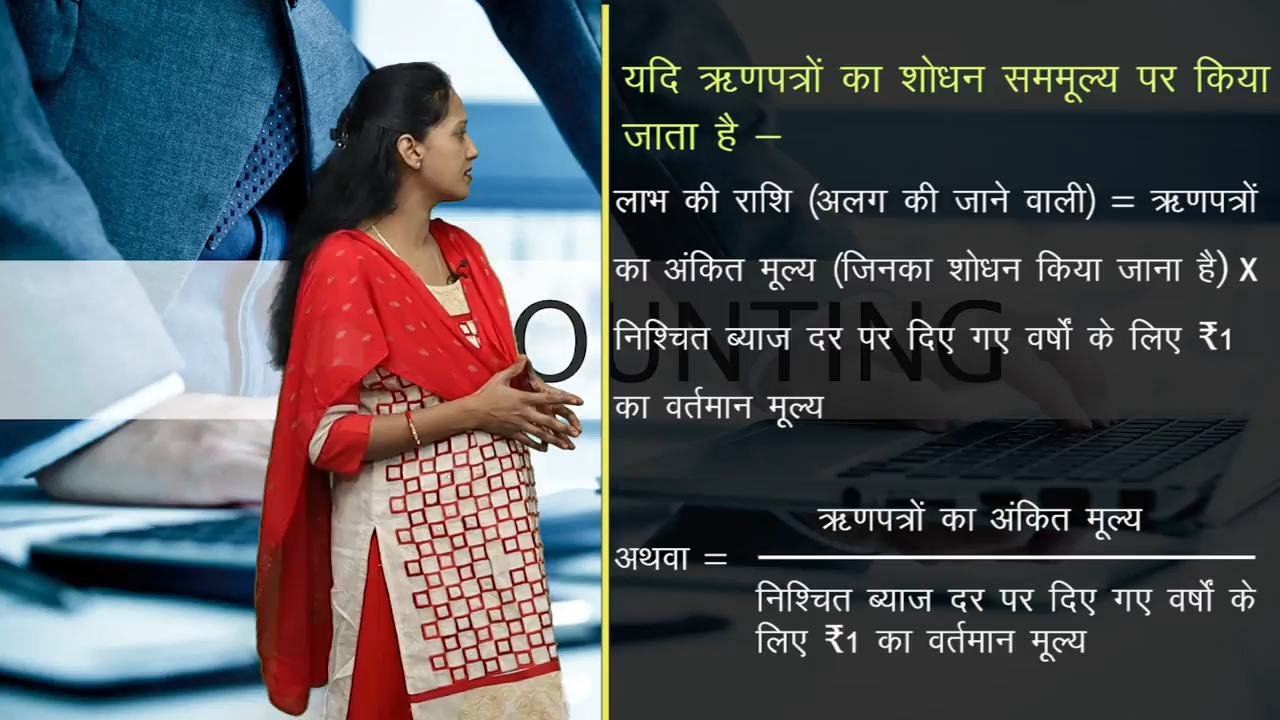 यदि ऋणपत्रों का शोधन सममूल्य पर किया
जाता है –
लाभ की राशि (अलग की जाने वाली) = ऋणपत्रों
का अंकित मूल्य (जिनका शोधन किया जाना है) X
निश्चित ब्याज दर पर दिए गए वर्षों के लिए ₹1
का वर्तमान मूल्य
OUNTING
ऋणपत्रों का अंकित मूल्य
अथवा =
निश्चित ब्याज दर पर दिए गए वर्षों के
लिए ₹1 का वर्तमान मूल्य